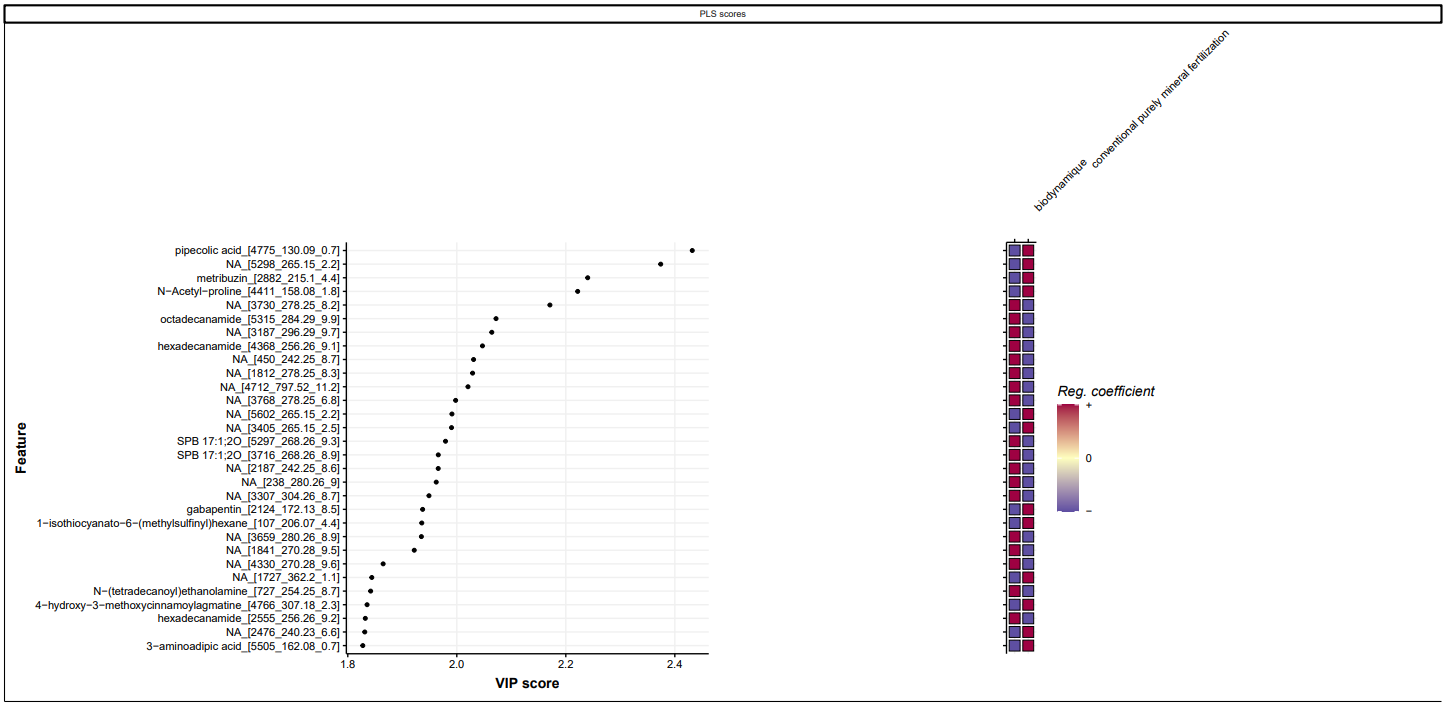 PLS scores
conventional purely mineral fertilization
biodynamique
Feature
pipecolic acid_[4775_130.09_0.7]
NA_[5298_265.15_2.2]
metribuzin_[2882_215.1_4.4]
N−Acetyl−proline_[4411_158.08_1.8]
NA_[3730_278.25_8.2]
octadecanamide_[5315_284.29_9.9]
NA_[3187_296.29_9.7]
hexadecanamide_[4368_256.26_9.1]
NA_[450_242.25_8.7]
NA_[1812_278.25_8.3]
NA_[4712_797.52_11.2]
NA_[3768_278.25_6.8]
NA_[5602_265.15_2.2]
NA_[3405_265.15_2.5]
SPB 17:1;2O_[5297_268.26_9.3]
SPB 17:1;2O_[3716_268.26_8.9]
NA_[2187_242.25_8.6]
NA_[238_280.26_9]
NA_[3307_304.26_8.7]
gabapentin_[2124_172.13_8.5]
1−isothiocyanato−6−(methylsulfinyl)hexane_[107_206.07_4.4]
NA_[3659_280.26_8.9]
NA_[1841_270.28_9.5]
NA_[4330_270.28_9.6]
NA_[1727_362.2_1.1]
N−(tetradecanoyl)ethanolamine_[727_254.25_8.7]
4−hydroxy−3−methoxycinnamoylagmatine_[4766_307.18_2.3]
hexadecanamide_[2555_256.26_9.2]
NA_[2476_240.23_6.6]
3−aminoadipic acid_[5505_162.08_0.7]
1.8 2.0 2.2 2.4
VIP score
Reg. coefficient
+
0
−